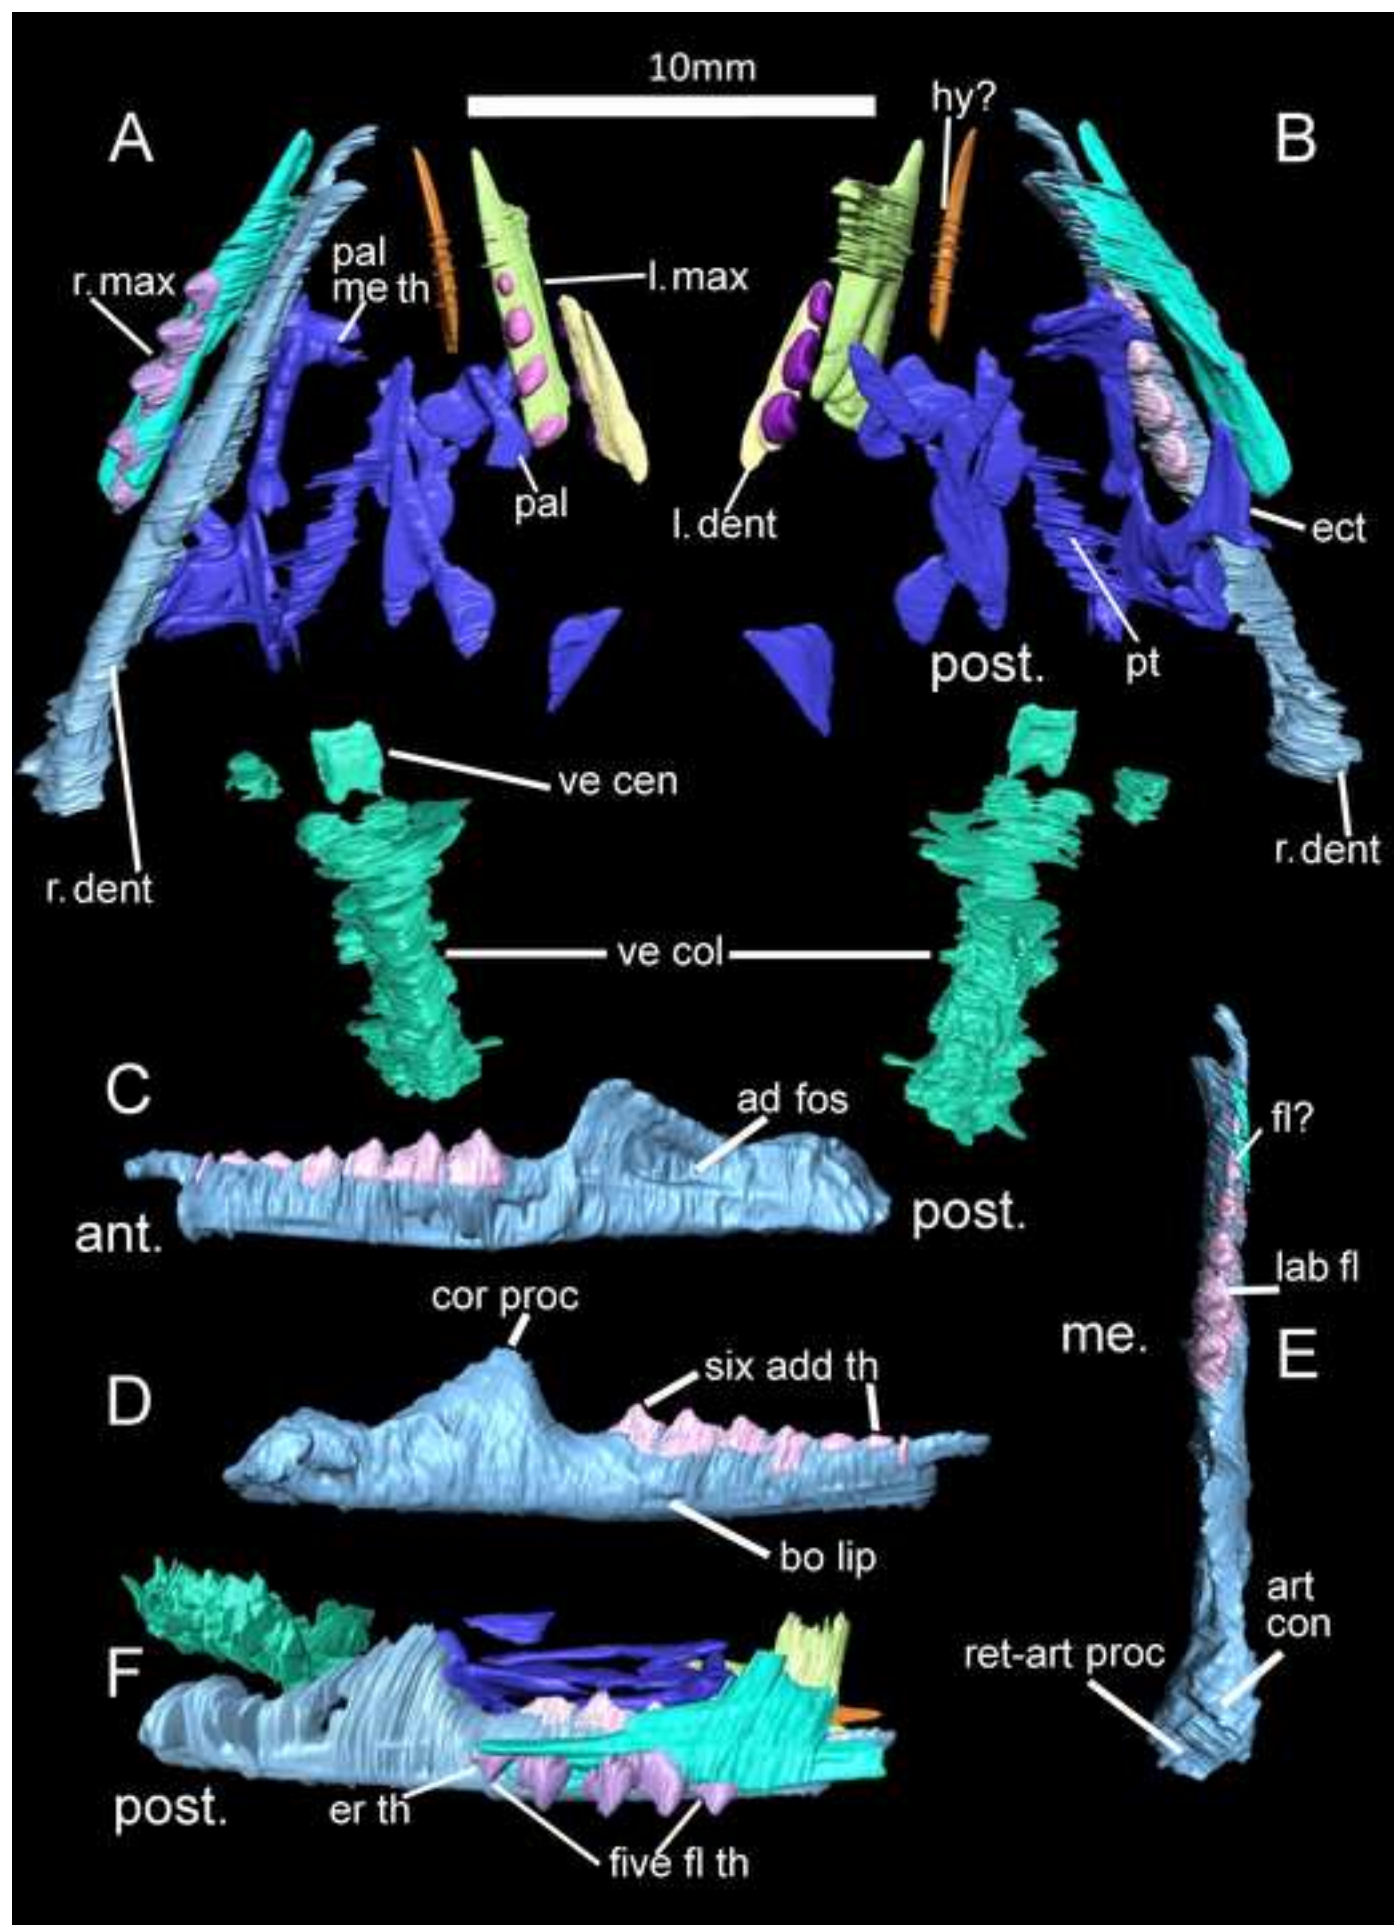 10mm
hy?
A
B
pal
me th
r. max
l. max
pal
l. dent
ect
post.
pt
ve cen
r. dent
r. dent
ve col
C
ad fos
fl?
ant.
post.
lab fl
cor proc
me.
E
six add th
D
bo lip
art
con
F
ret-art proc
post.
er th
five fl th